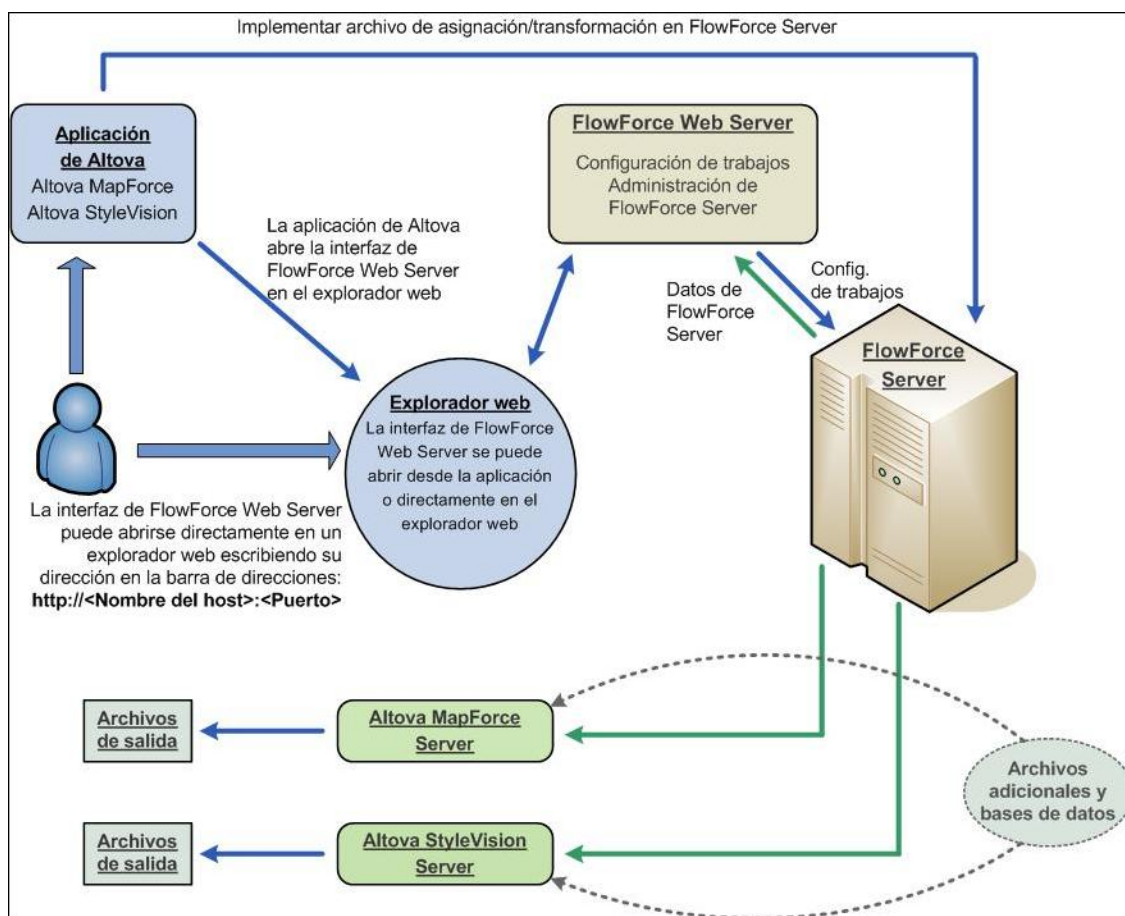 Implementar archivo de asignación/transformación en FlowForce Server
Aplicación
de Altova
Altova MapForce
Altova StyleVision
FlowForce Web Server
Configuración de trabajos
Administración de
FlowForce Server
La aplicación de Altova
abre la interfaz de
FlowForce Web Server
en el explorador web
Datos de
FlowForce
Server
Config.
de trabajos
FlowForce
Server
Explorador web
La interfaz de FlowForce
Web Server se puede
abrir desde la aplicación
o directamente en el
explorador web
La interfaz de FlowForce Web Server
puede abrirse directamente en un
explorador web escribiendo su
dirección en la barra de direcciones:
http://<Nombre del host>:<Puerto>
Archivos
de salida
Altova MapForce
Server
Archivos
adicionales y
bases de datos
Archivos
de salida
Altova StyleVision
Server